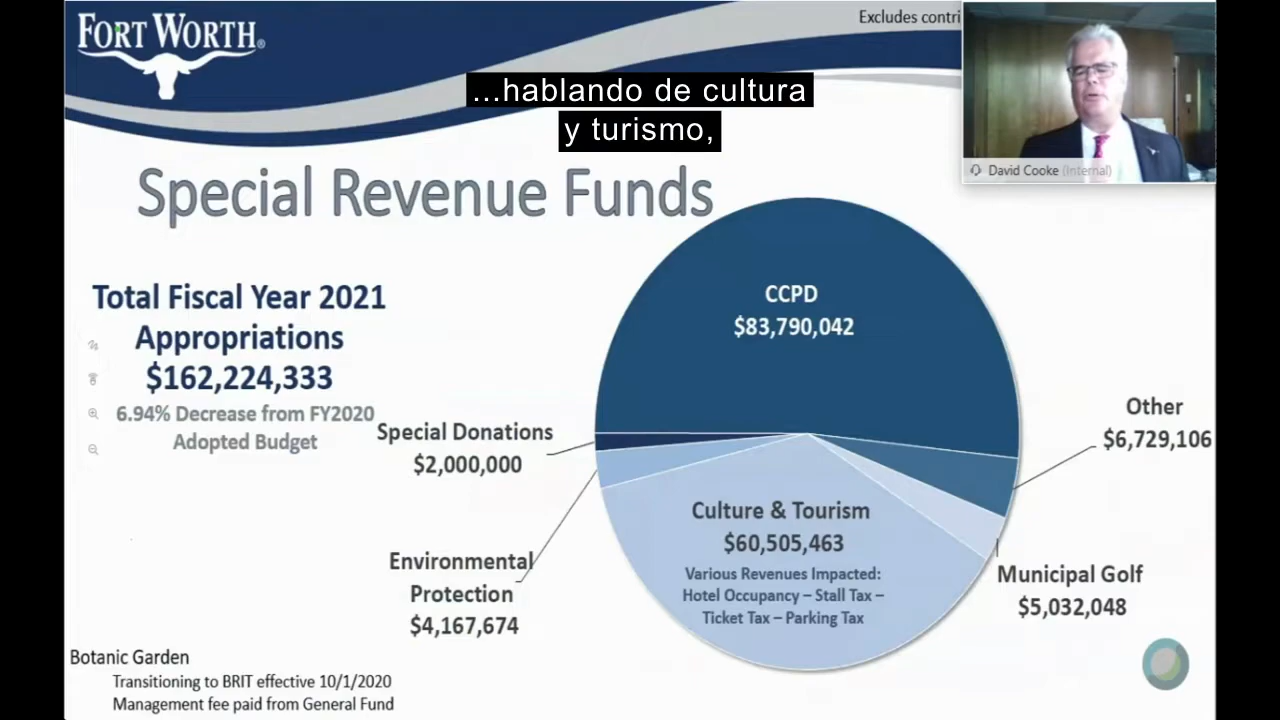 FORT WORTH®
Excludes contri
...hablando de cultura
y turismo,
David Cooke (Internal)
Special Revenue Funds
Total Fiscal Year 2021
Appropriations
$162,224,333
6.94% Decrease from FY2020
Adopted Budget
CCPD
$83,790,042
Other
$6,729,106
Special Donations
$2,000,000
Culture & Tourism
$60,505,463
Various Revenues Impacted:
Hotel Occupancy – Stall Tax –
Ticket Tax – Parking Tax
Environmental
Protection
$4,167,674
Municipal Golf
$5,032,048
Botanic Garden
Transitioning to BRIT effective 10/1/2020
Management fee paid from General Fund